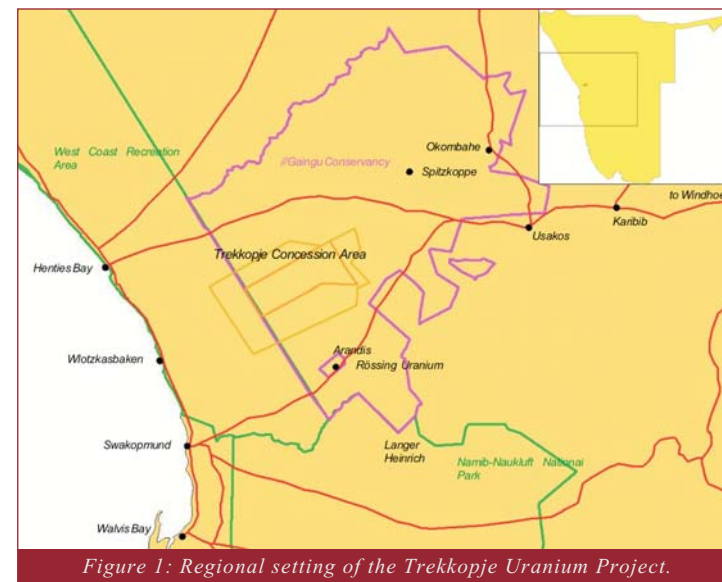 West Coast Recreation
Area
//Gaingu Conservancy
Okombahe
Spitzkoppe
to Windhoe
Karibib
Usakos
Trekkopje Concession Area
Henties Bay
Arandis
Wlotzkasbaken
Rössing Uranium
Swakopmund
Langer
Heinrich
Namib-Naukluft National
Park
Walvis Bay
Figure 1: Regional setting of the Trekkopje Uranium Project.